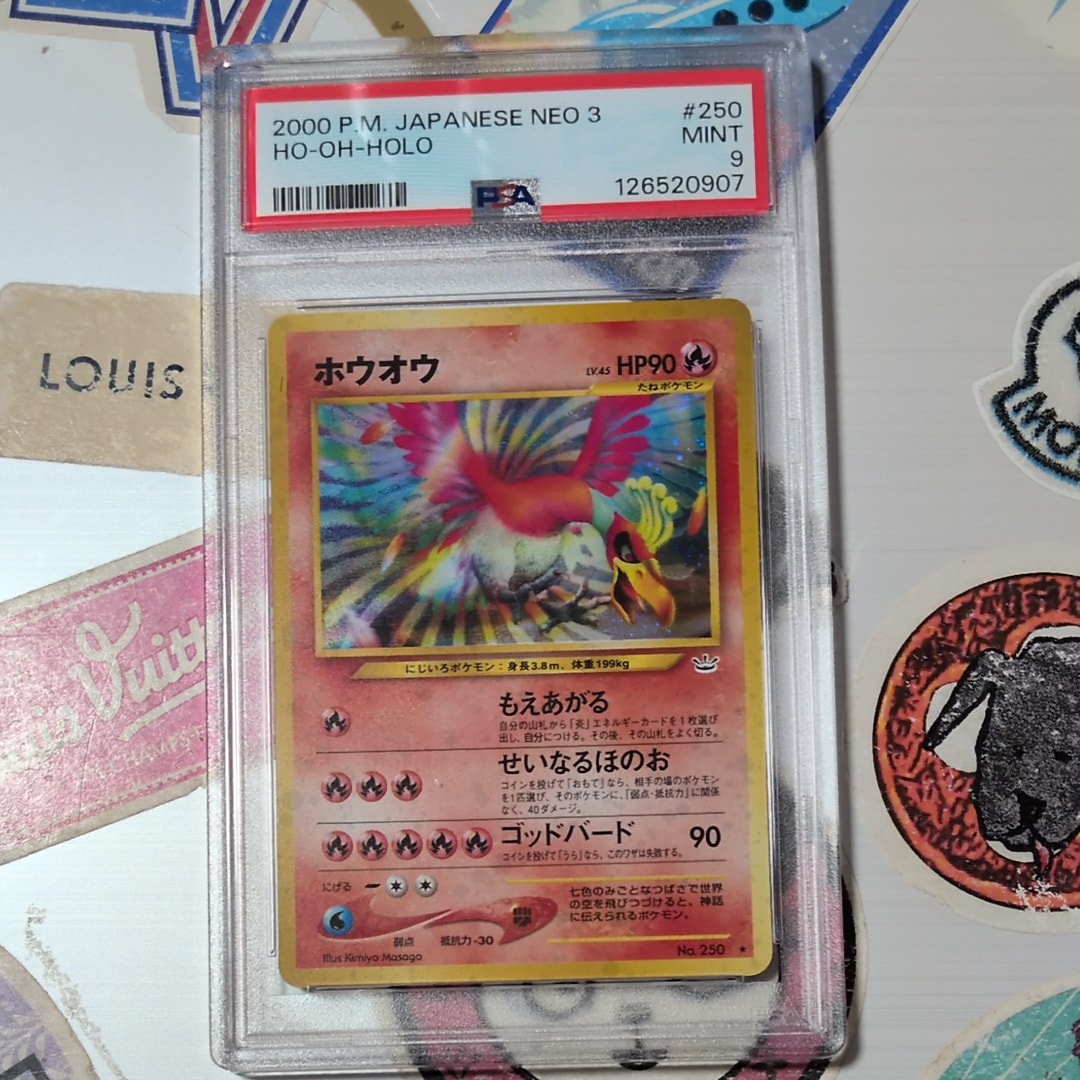 2000 P.M. JAPANESE NEO 3 #250
HO-OH-HOLO MINT
9
PSA 126520907
LOUIS
ホウオウ LV.45 HP90
たねポケモン
にじいろポケモン：身長3.8m、体重199kg
もえあがる
自分の山札から「炎」エネルギーカードを1枚選び
出し、自分につける。その後、その山札をよく切る。
せいなるほのお
コインを投げて「おもて」なら、相手の場のポケモン
を1匹選び、そのポケモンに、「弱点・抵抗力」に関係
なく、40ダメージ。
ゴッドバード 90
コインを投げて「うら」なら、このワザは失敗する。
にげる
七色のみごとなつばさで世界
の空を飛びつづけると、神話
に伝えられるポケモン。
弱点 抵抗力-30
Illus Kimiya Masago
No. 250 ★
Vuitt
CHAMPS
MO